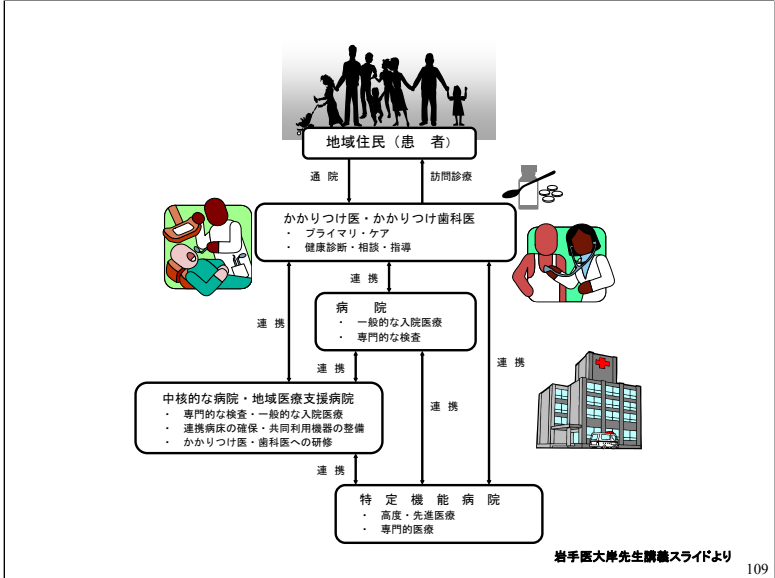 地域住民（患　者）
通 院
訪問診療
かかりつけ医・かかりつけ歯科医
・ プライマリ・ケア
・ 健康診断・相談・指導
連 携
病　　院
・ 一般的な入院医療
・ 専門的な検査
連 携
連 携
連 携
連 携
中核的な病院・地域医療支援病院
・ 専門的な検査・一般的な入院医療
・ 連携病床の確保・共同利用機器の整備
・ かかりつけ医・歯科医への研修
連 携
特 定 機 能 病 院
・ 高度・先進医療
・ 専門的医療
岩手医大岸先生講義スライドより
109